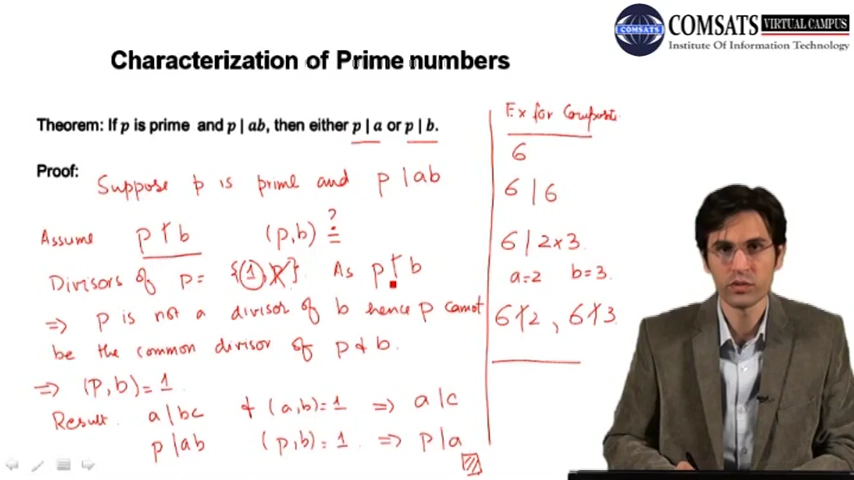 COMSATS VIRTUAL CAMPUS
Institute Of Information Technology
COMSATS
Characterization of Prime numbers
Theorem: If p is prime and p | ab, then either p | a or p | b.
Proof:
Suppose p is prime and p | ab
Assume p ∤ b (p,b) = ?
Divisors of p = {1, p} As p ∤ b
⇒ p is not a divisor of b hence p cannot
be the common divisor of p & b.
⇒ (p,b) = 1.
Result. a | bc & (a,b) = 1 ⇒ a | c
p | ab (p,b) = 1. ⇒ p | a
Ex for Composite
6
6 | 6
6 | 2×3.
a=2 b=3.
6∤2, 6∤3.